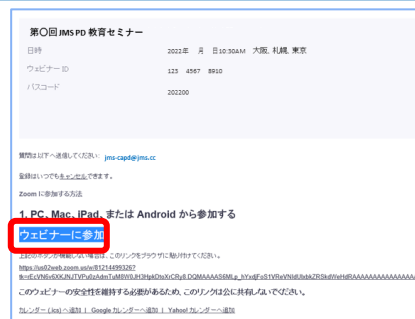 第〇回 JMS PD 教育セミナー
日時 2022年 月 日10:30AM 大阪, 札幌, 東京
ウェビナー ID 123 4567 8910
パスコード 202200
質問は以下へ送信してください: jms-capd@jms.cc
登録はいつでもキャンセルできます。
Zoom に参加する方法
1. PC、Mac、iPad、または Android から参加する
ウェビナーに参加
上記のボタンが機能しない場合は、このリンクをブラウザに貼り付けてください。
https://us02web.zoom.us/w/81214499326?
このウェビナーの安全性を維持する必要があるため、このリンクは公に共有しないでください。
カレンダー (.ics) へ追加 | Google カレンダーへ追加 | Yahoo! カレンダーへ追加